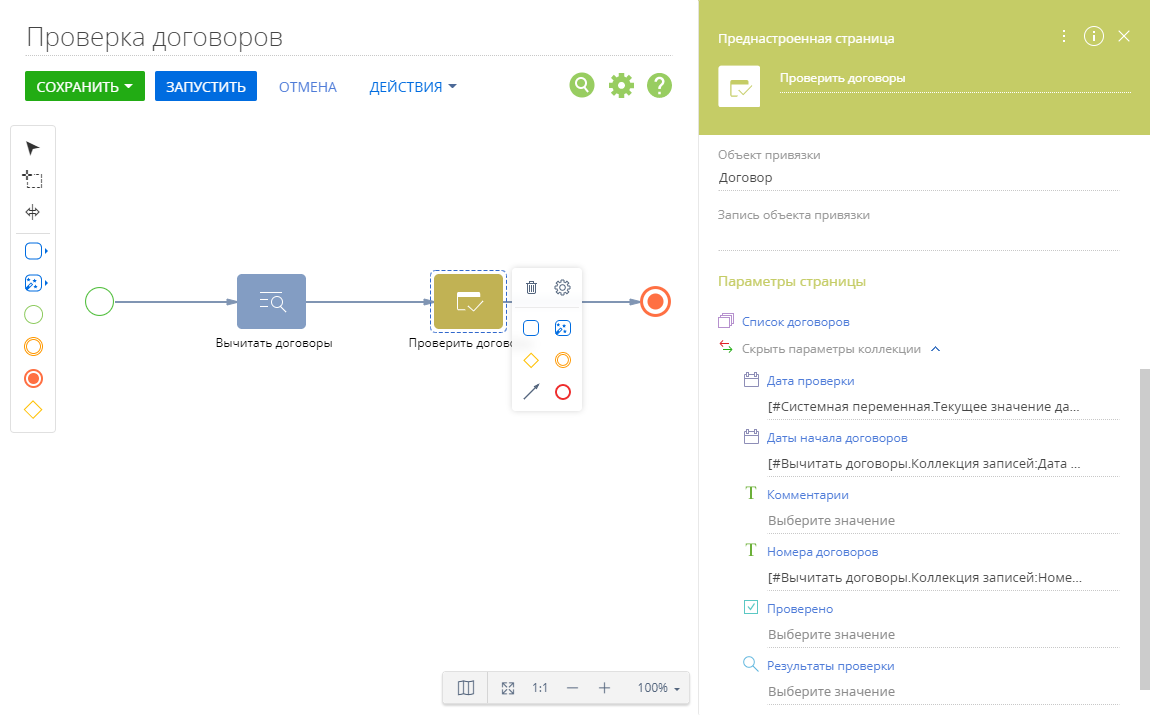 Проверка договоров
СОХРАНИТЬ
ЗАПУСТИТЬ
ОТМЕНА
ДЕЙСТВИЯ
Вычитать договоры
Проверить догово
1:1
100%
Преднастроенная страница
Проверить договоры
Объект привязки
Договор
Запись объекта привязки
Параметры страницы
Список договоров
Скрыть параметры коллекции
Дата проверки
[#Системная переменная.Текущее значение да...
Даты начала договоров
[#Вычитать договоры.Коллекция записей:Дата ...
Комментарии
Выберите значение
Номера договоров
[#Вычитать договоры.Коллекция записей:Номе...
Проверено
Выберите значение
Результаты проверки
Выберите значение